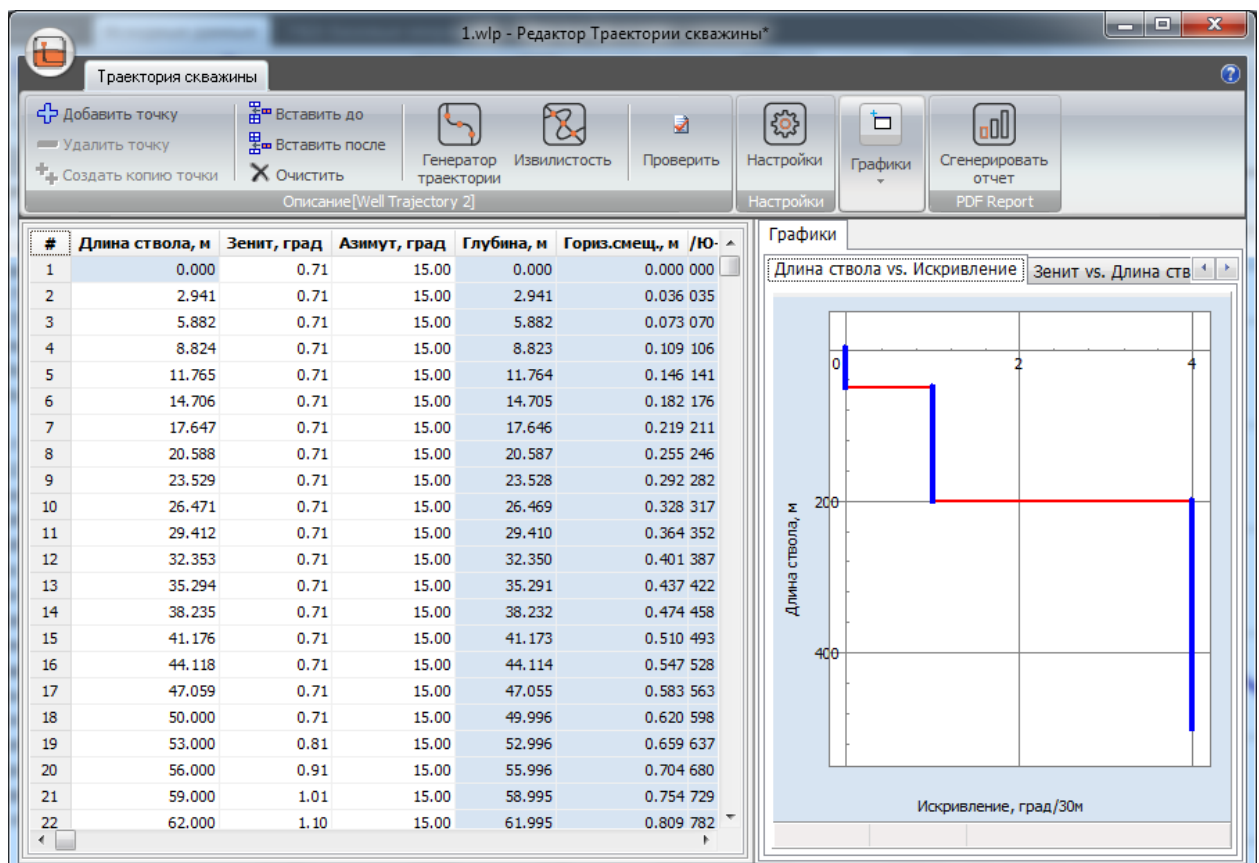 1.wlp - Редактор Траектории скважины*
Траектория скважины
Добавить точку
Удалить точку
Создать копию точки
Вставить до
Вставить после
Очистить
Генератор
траектории
Извилистость
Проверить
Описание[Well Trajectory 2]
Настройки
Настройки
Графики
Сгенерировать
отчет
PDF Report
# Длина ствола, м Зенит, град Азимут, град Глубина, м Гориз.смещ., м /Ю-
1 0.000 0.71 15.00 0.000 0.000 000
2 2.941 0.71 15.00 2.941 0.036 035
3 5.882 0.71 15.00 5.882 0.073 070
4 8.824 0.71 15.00 8.823 0.109 106
5 11.765 0.71 15.00 11.764 0.146 141
6 14.706 0.71 15.00 14.705 0.182 176
7 17.647 0.71 15.00 17.646 0.219 211
8 20.588 0.71 15.00 20.587 0.255 246
9 23.529 0.71 15.00 23.528 0.292 282
10 26.471 0.71 15.00 26.469 0.328 317
11 29.412 0.71 15.00 29.410 0.364 352
12 32.353 0.71 15.00 32.350 0.401 387
13 35.294 0.71 15.00 35.291 0.437 422
14 38.235 0.71 15.00 38.232 0.474 458
15 41.176 0.71 15.00 41.173 0.510 493
16 44.118 0.71 15.00 44.114 0.547 528
17 47.059 0.71 15.00 47.055 0.583 563
18 50.000 0.71 15.00 49.996 0.620 598
19 53.000 0.81 15.00 52.996 0.659 637
20 56.000 0.91 15.00 55.996 0.704 680
21 59.000 1.01 15.00 58.995 0.754 729
22 62.000 1.10 15.00 61.995 0.809 782
Графики
Длина ствола vs. Искривление Зенит vs. Длина ств
0 2 4
200
400
Длина ствола, м
Искривление, град/30м